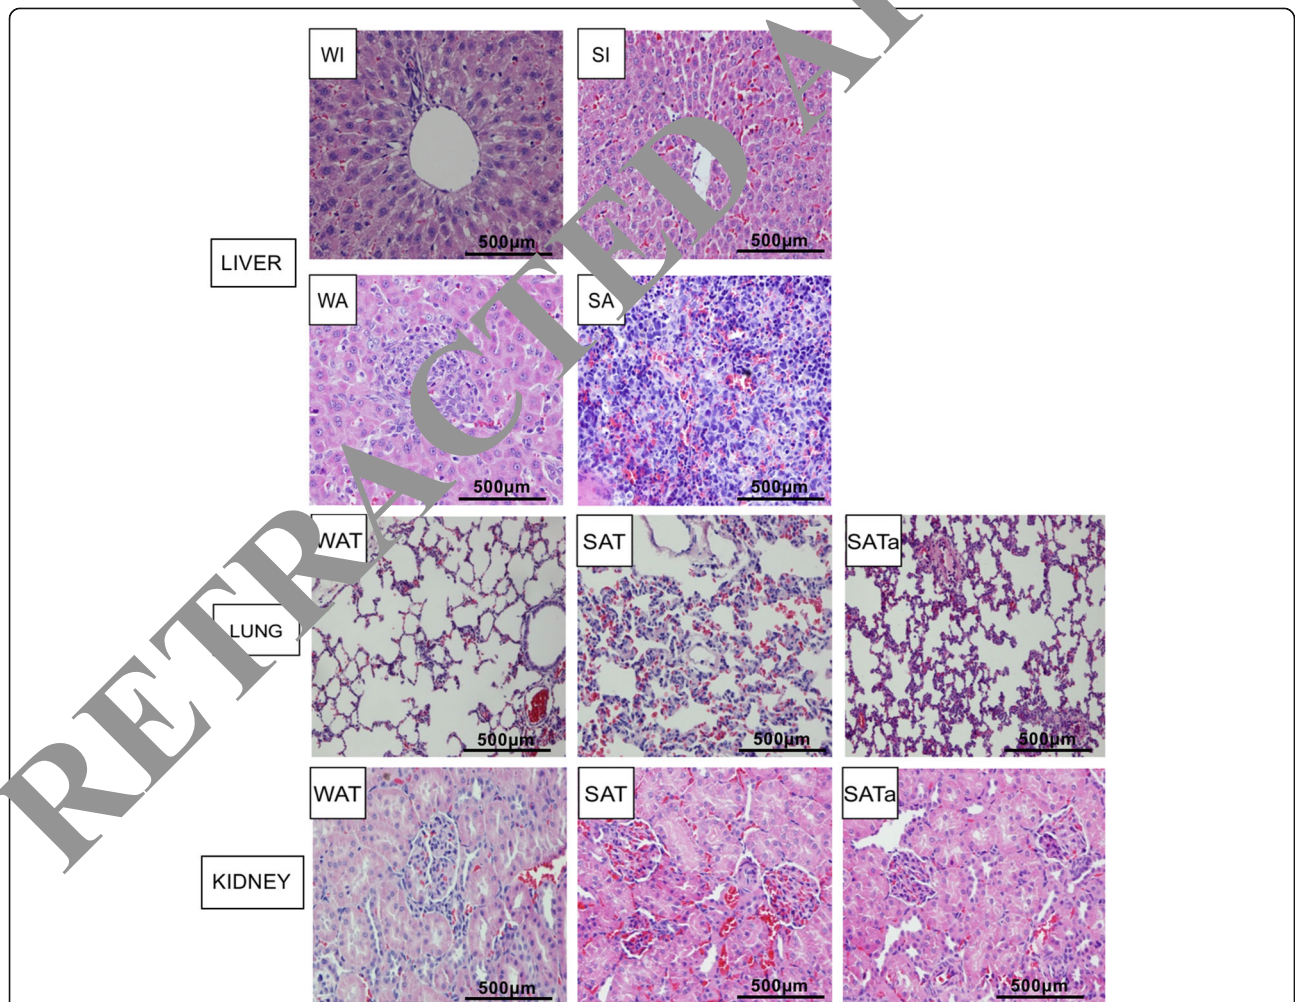 WI
SI
500µm
500µm
LIVER
WA
SA
500µm
500µm
WAT
SAT
SATa
LUNG
500µm
500µm
500µm
WAT
SAT
SATa
KIDNEY
500µm
500µm
500µm
RETRACTED